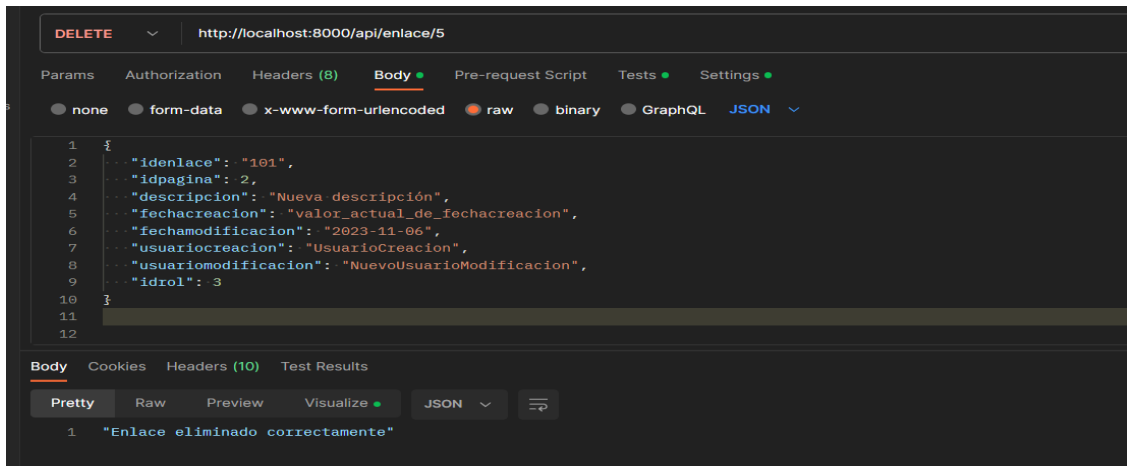 DELETE http://localhost:8000/api/enlace/5
Params Authorization Headers (8) Body Pre-request Script Tests Settings
none form-data x-www-form-urlencoded raw binary GraphQL JSON
1 {
2 "idenlace": "101",
3 "idpagina": 2,
4 "descripcion": "Nueva descripción",
5 "fechacreacion": "valor_actual_de_fechacreacion",
6 "fechamodificacion": "2023-11-06",
7 "usuariocreacion": "UsuarioCreacion",
8 "usuariomodificacion": "NuevoUsuarioModificacion",
9 "idrol": 3
10 }
11
12
Body Cookies Headers (10) Test Results
Pretty Raw Preview Visualize JSON
1 "Enlace eliminado correctamente"